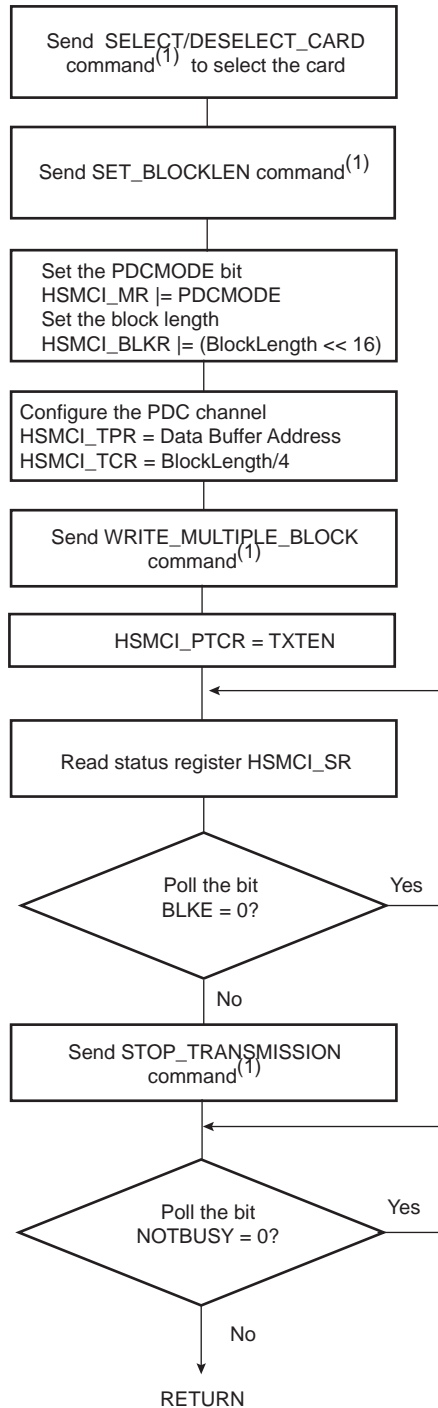 Send SELECT/DESELECT_CARD
command(1) to select the card
Send SET_BLOCKLEN command(1)
Set the PDCMODE bit
HSMCI_MR |= PDCMODE
Set the block length
HSMCI_BLKR |= (BlockLength << 16)
Configure the PDC channel
HSMCI_TPR = Data Buffer Address
HSMCI_TCR = BlockLength/4
Send WRITE_MULTIPLE_BLOCK
command(1)
HSMCI_PTCR = TXTEN
Read status register HSMCI_SR
Poll the bit
BLKE = 0?
Yes
No
Send STOP_TRANSMISSION
command(1)
Poll the bit
NOTBUSY = 0?
Yes
No
RETURN